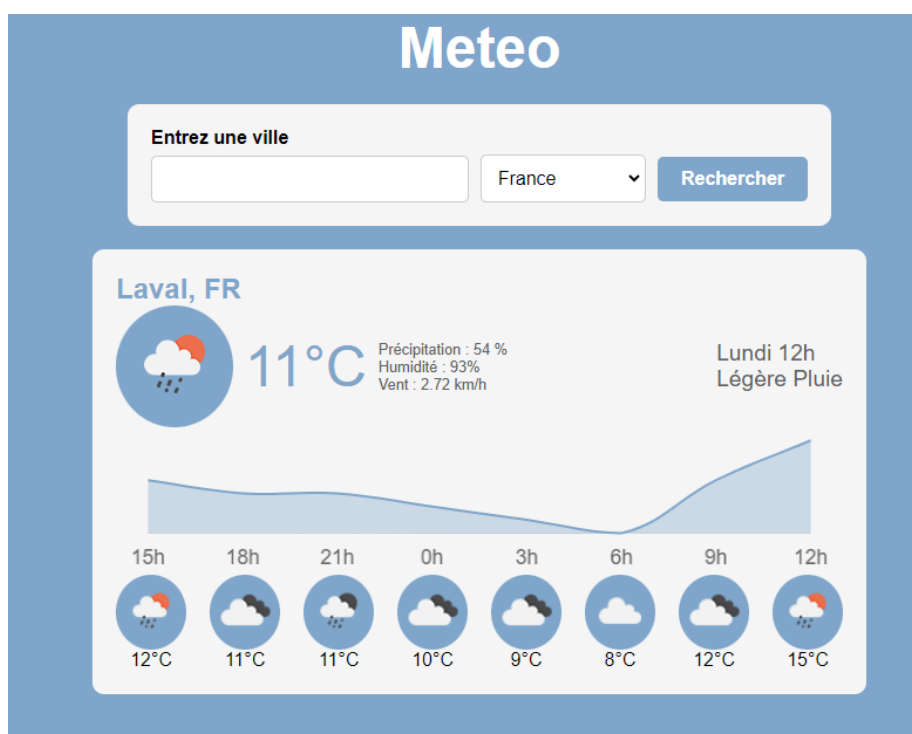 Meteo
Entrez une ville
France
Rechercher
Laval, FR
11°C
Précipitation : 54 %
Humidité : 93%
Vent : 2.72 km/h
Lundi 12h
Légère Pluie
15h 18h 21h 0h 3h 6h 9h 12h
12°C 11°C 11°C 10°C 9°C 8°C 12°C 15°C